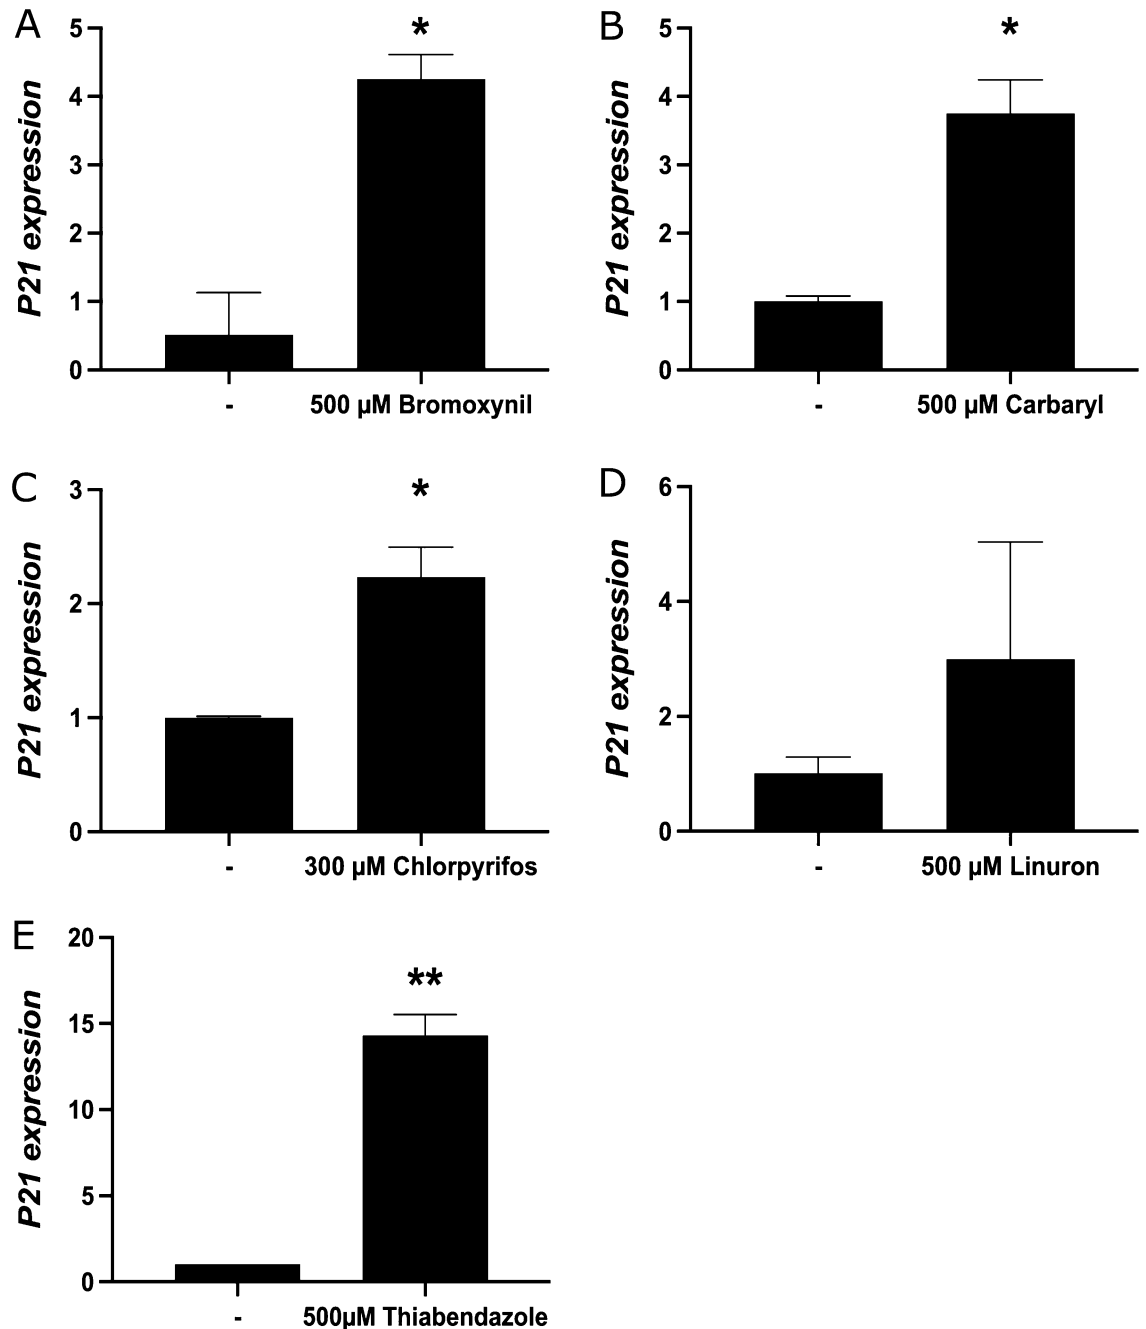 A
P21 expression
5
4
3
2
1
0
*
-
500 µM Bromoxynil
B
P21 expression
5
4
3
2
1
0
*
-
500 µM Carbaryl
C
P21 expression
3
2
1
0
*
-
300 µM Chlorpyrifos
D
P21 expression
6
4
2
0
-
500 µM Linuron
E
P21 expression
20
15
10
5
0
**
-
500µM Thiabendazole